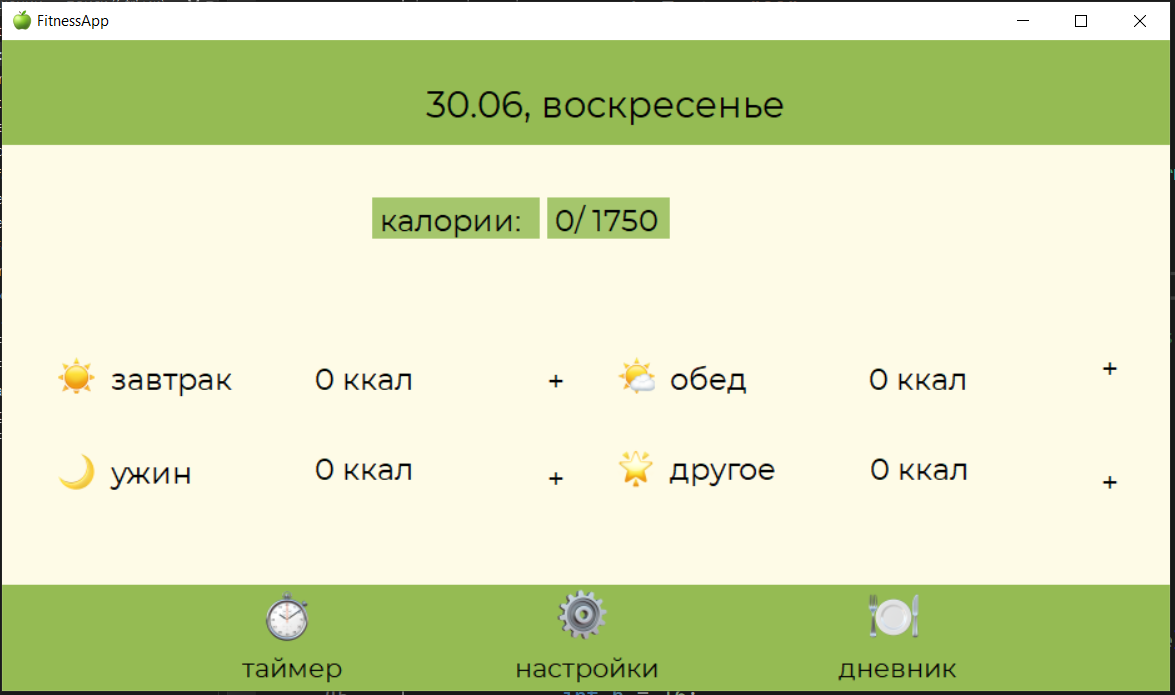 FitnessApp
30.06, воскресенье
калории: 0/ 1750
завтрак 0 ккал + обед 0 ккал +
ужин 0 ккал + другое 0 ккал +
таймер настройки дневник